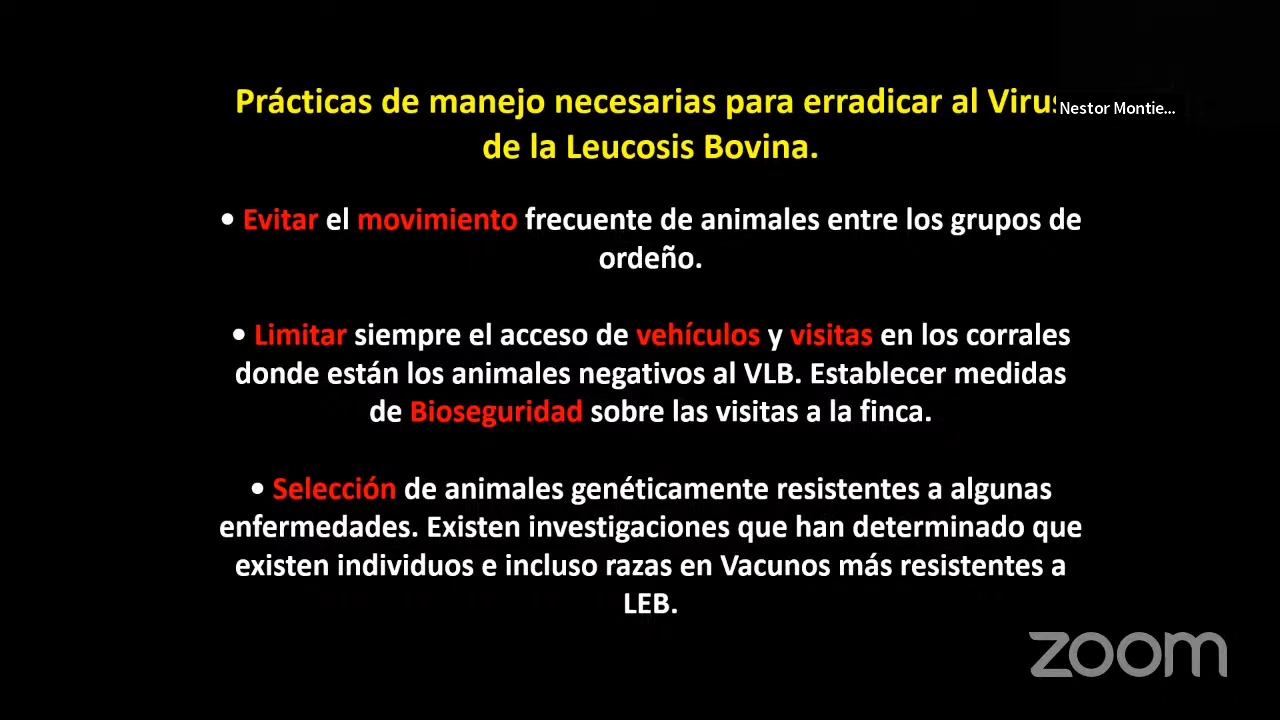 Prácticas de manejo necesarias para erradicar al Virus
Nestor Montie...
de la Leucosis Bovina.
• Evitar el movimiento frecuente de animales entre los grupos de
ordeño.
• Limitar siempre el acceso de vehículos y visitas en los corrales
donde están los animales negativos al VLB. Establecer medidas
de Bioseguridad sobre las visitas a la finca.
• Selección de animales genéticamente resistentes a algunas
enfermedades. Existen investigaciones que han determinado que
existen individuos e incluso razas en Vacunos más resistentes a
LEB.
zoom